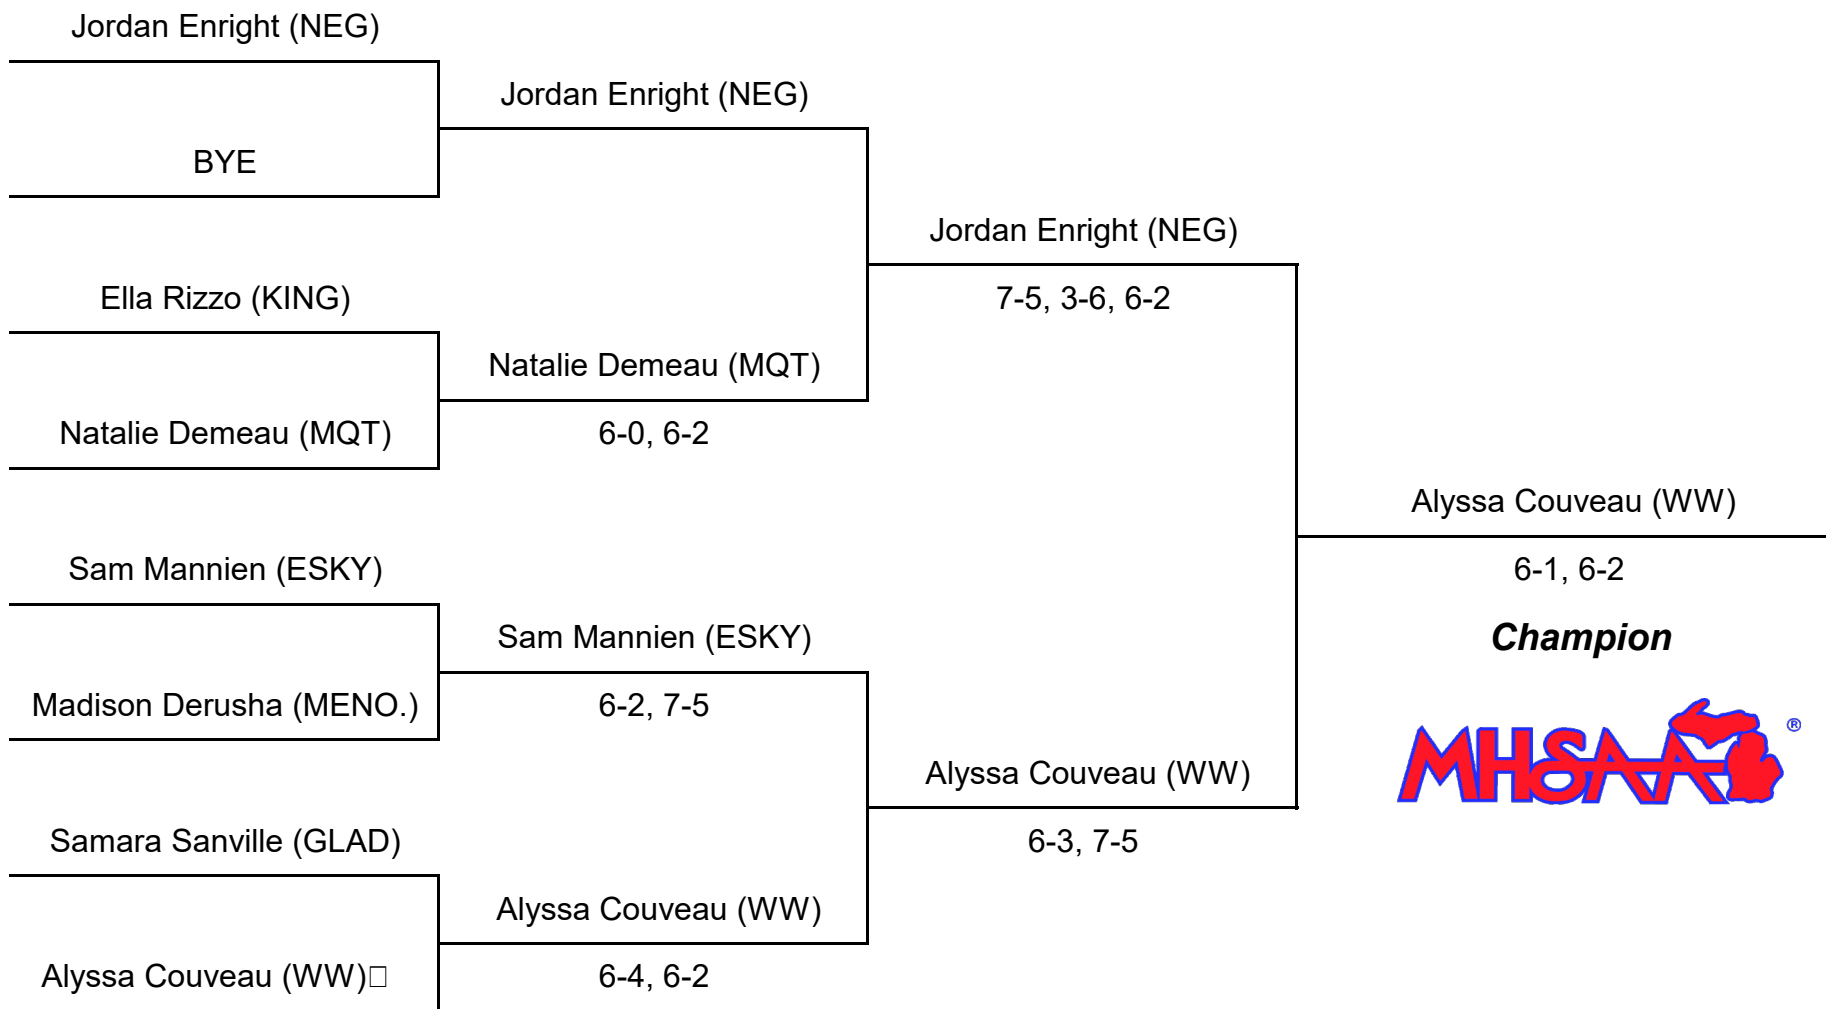 Jordan Enright (NEG)
Jordan Enright (NEG)
BYE
Jordan Enright (NEG)
Ella Rizzo (KING)
7-5, 3-6, 6-2
Natalie Demeau (MQT)
Natalie Demeau (MQT)
6-0, 6-2
Alyssa Couveau (WW)
Sam Mannien (ESKY)
6-1, 6-2
Sam Mannien (ESKY)
Champion
Madison Derusha (MENO.)
6-2, 7-5
MHSAA ®
Alyssa Couveau (WW)
Samara Sanville (GLAD)
6-3, 7-5
Alyssa Couveau (WW)
Alyssa Couveau (WW)□
6-4, 6-2